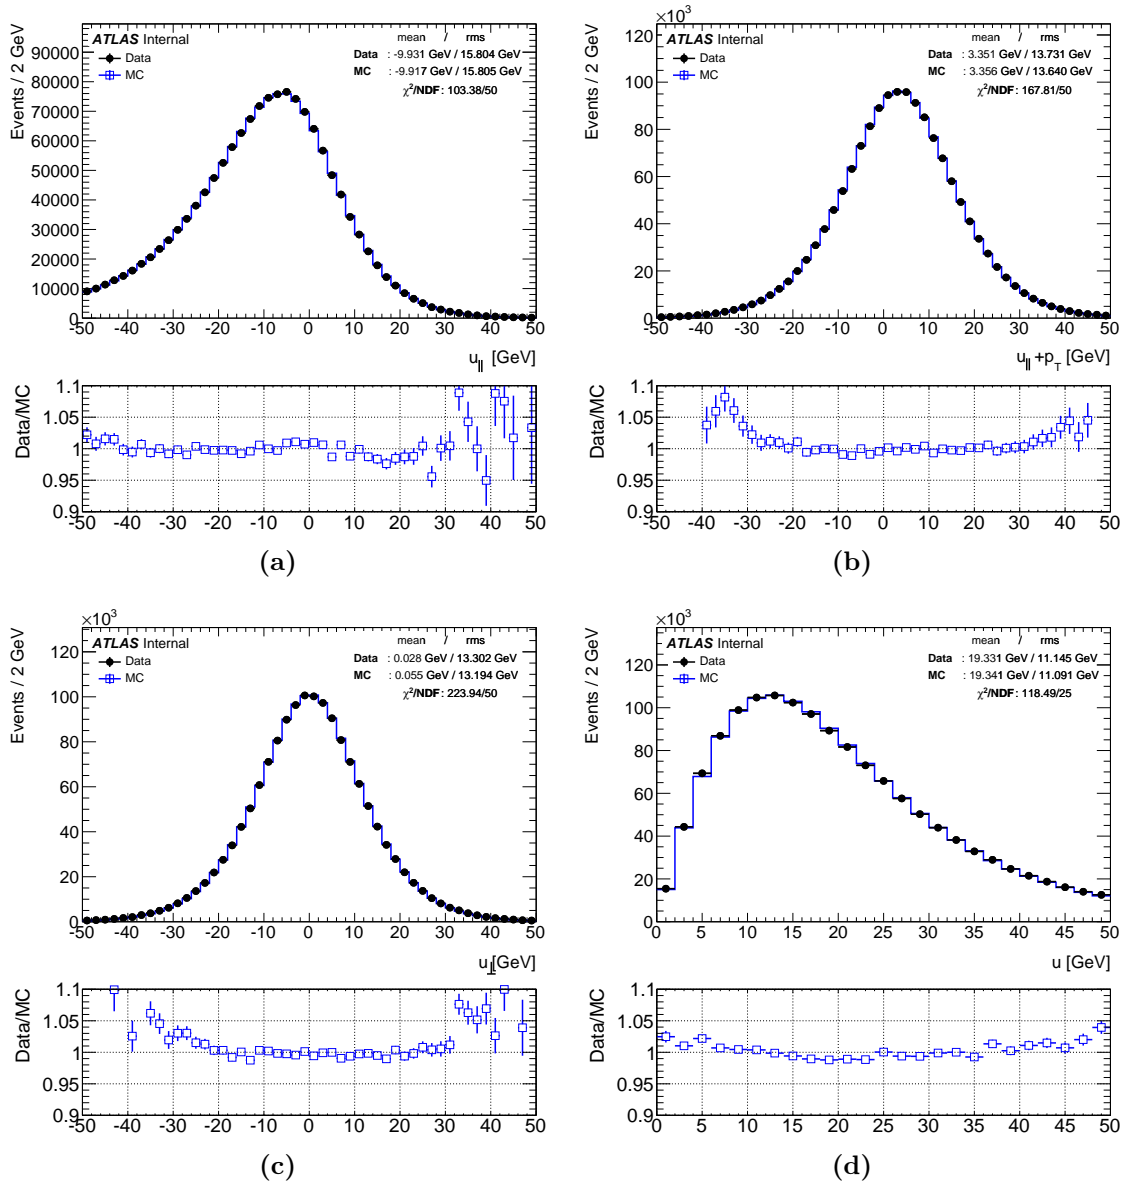 ATLAS Internal
Data
MC
mean / rms
Data : -9.931 GeV / 15.804 GeV
MC : -9.917 GeV / 15.805 GeV
χ²/NDF : 103.38/50
Events / 2 GeV
90000
80000
70000
60000
50000
40000
30000
20000
10000
0
-50 -40 -30 -20 -10 0 10 20 30 40 50
u|| [GeV]
Data/MC
1.1
1.05
1
0.95
0.9
-50 -40 -30 -20 -10 0 10 20 30 40 50
(a)
×10³
ATLAS Internal
Data
MC
mean / rms
Data : 3.351 GeV / 13.731 GeV
MC : 3.356 GeV / 13.640 GeV
χ²/NDF : 167.81/50
Events / 2 GeV
120
100
80
60
40
20
0
-50 -40 -30 -20 -10 0 10 20 30 40 50
u|| +pT [GeV]
Data/MC
1.1
1.05
1
0.95
0.9
-50 -40 -30 -20 -10 0 10 20 30 40 50
(b)
×10³
ATLAS Internal
Data
MC
mean / rms
Data : 0.028 GeV / 13.302 GeV
MC : 0.055 GeV / 13.194 GeV
χ²/NDF : 223.94/50
Events / 2 GeV
120
100
80
60
40
20
0
-50 -40 -30 -20 -10 0 10 20 30 40 50
u⊥ [GeV]
Data/MC
1.1
1.05
1
0.95
0.9
-50 -40 -30 -20 -10 0 10 20 30 40 50
(c)
×10³
ATLAS Internal
Data
MC
mean / rms
Data : 19.331 GeV / 11.145 GeV
MC : 19.341 GeV / 11.091 GeV
χ²/NDF : 118.49/25
Events / 2 GeV
120
100
80
60
40
20
0
0 5 10 15 20 25 30 35 40 45 50
u [GeV]
Data/MC
1.1
1.05
1
0.95
0.9
0 5 10 15 20 25 30 35 40 45 50
(d)